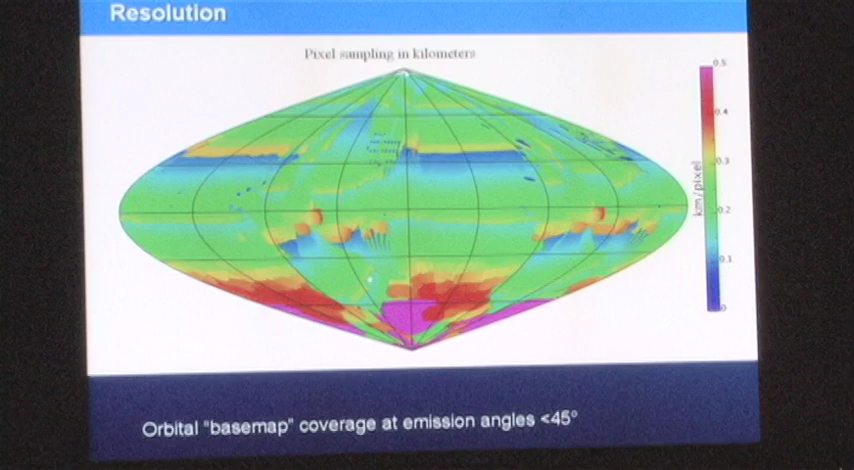 Resolution
Pixel sampling in kilometers
0.5
0.4
0.3
0.2
0.1
0
km/pixel
Orbital "basemap" coverage at emission angles <45°